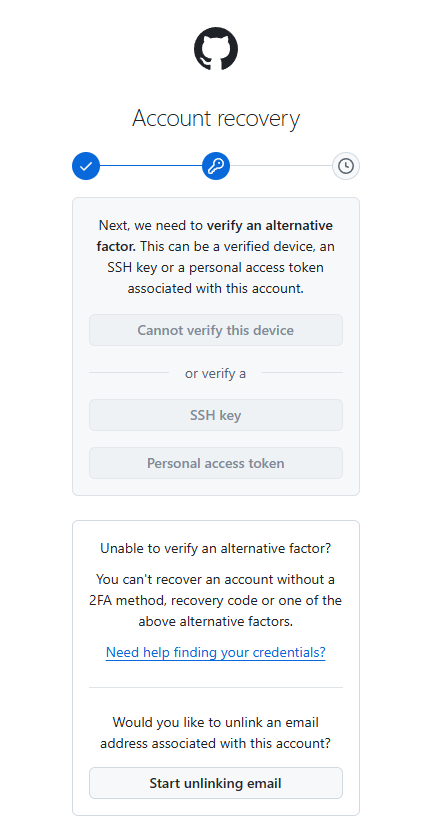 Account recovery
Next, we need to verify an alternative
factor. This can be a verified device, an
SSH key or a personal access token
associated with this account.
Cannot verify this device
or verify a
SSH key
Personal access token
Unable to verify an alternative factor?
You can't recover an account without a
2FA method, recovery code or one of the
above alternative factors.
Need help finding your credentials?
Would you like to unlink an email
address associated with this account?
Start unlinking email